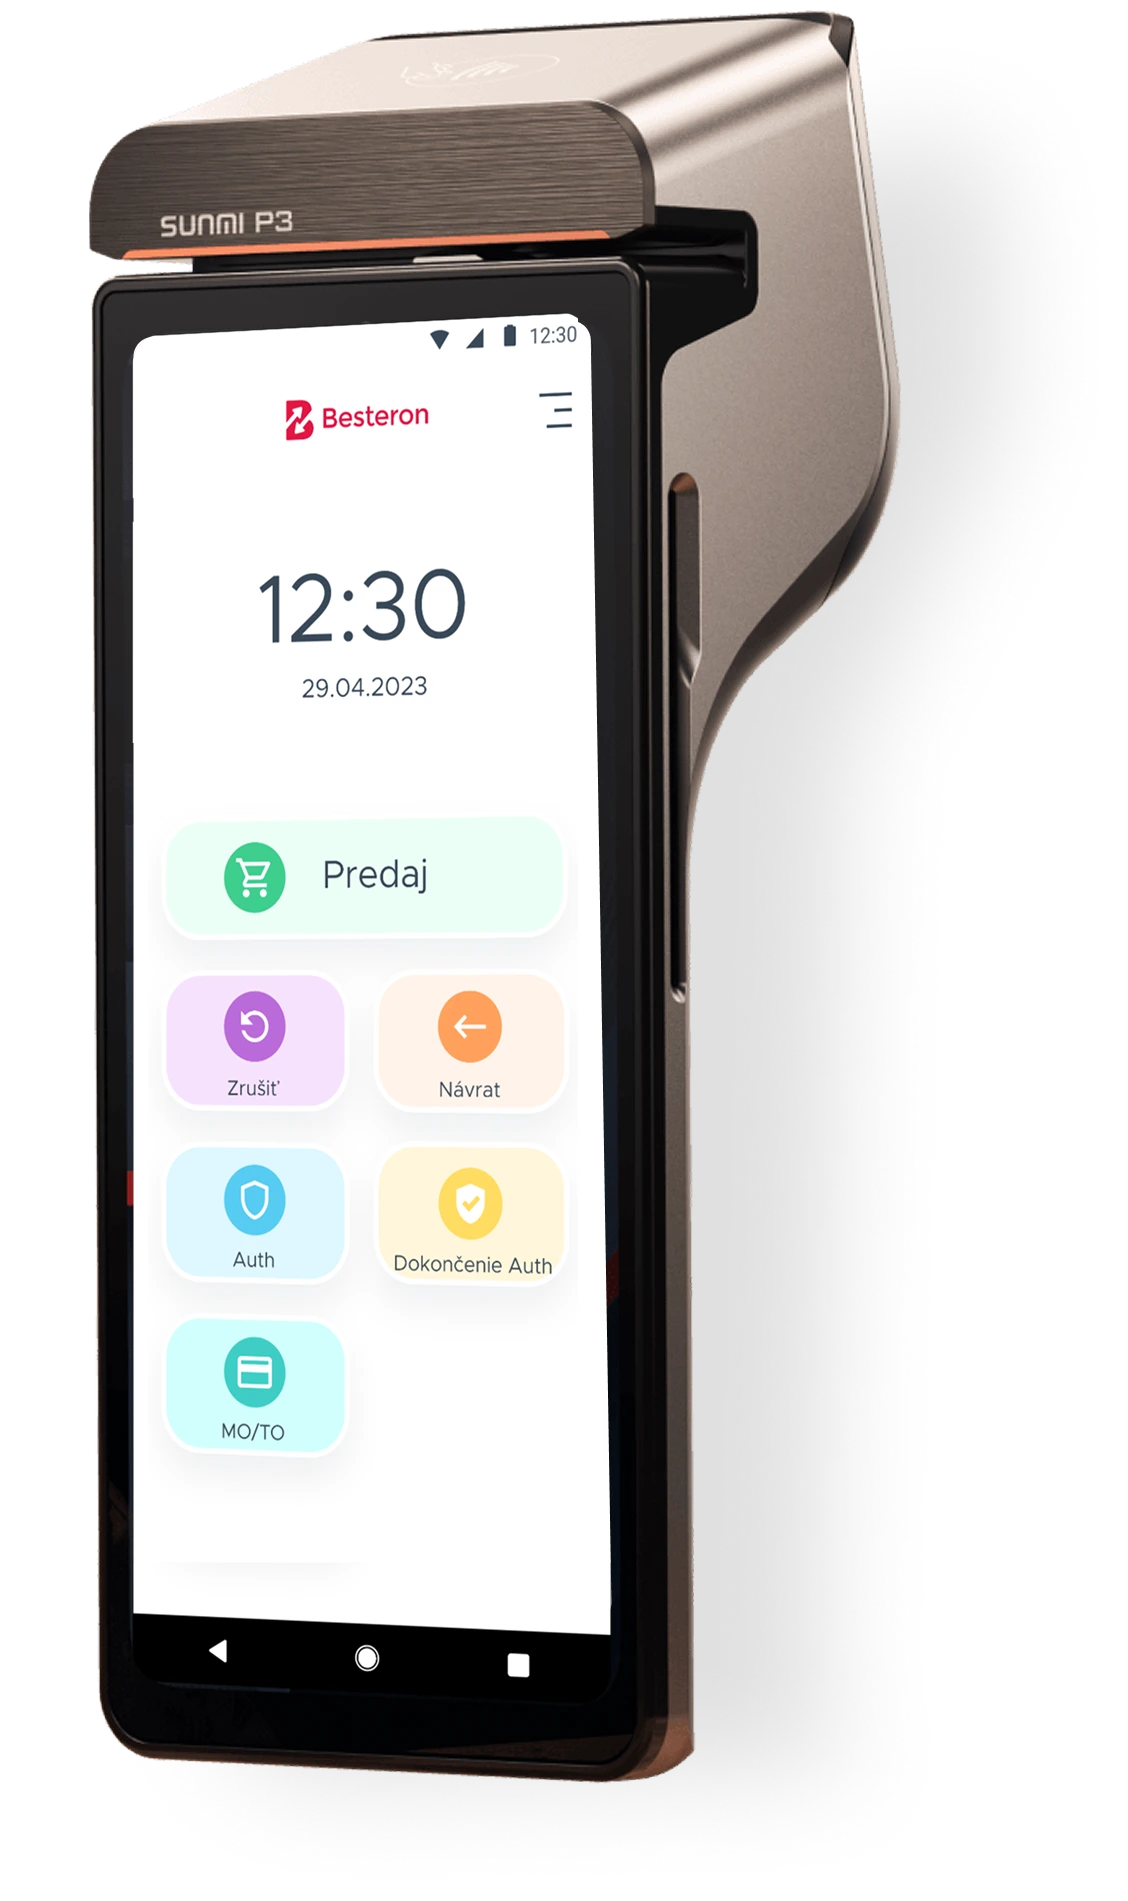 SUNMI P3
12:30
Besteron
12:30
29.04.2023
Predaj
Zrušiť
Návrat
Auth
Dokončenie Auth
MO/TO